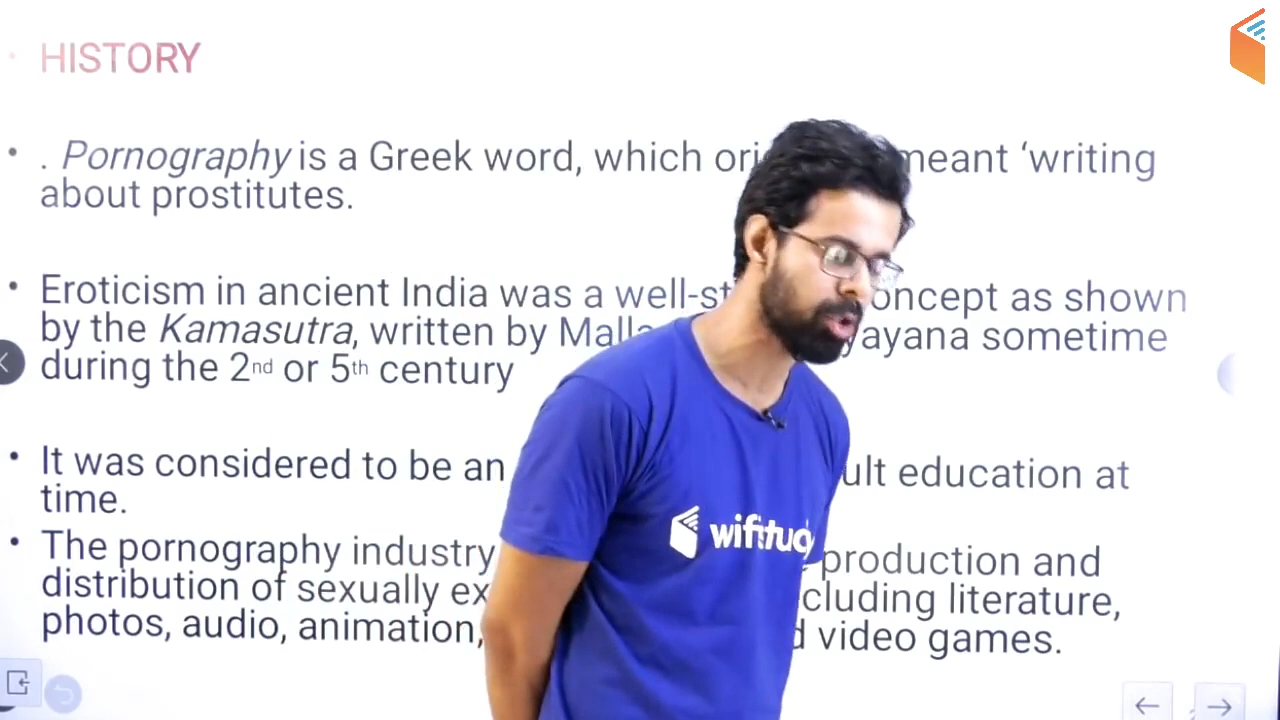 • HISTORY
• . Pornography is a Greek word, which ori meant ‘writing
about prostitutes.
• Eroticism in ancient India was a well-st oncept as shown
by the Kamasutra, written by Malla yayana sometime
during the 2nd or 5th century
• It was considered to be an ult education at
time.
• The pornography industry production and
distribution of sexually ex cluding literature,
photos, audio, animation, d video games.
wifistud